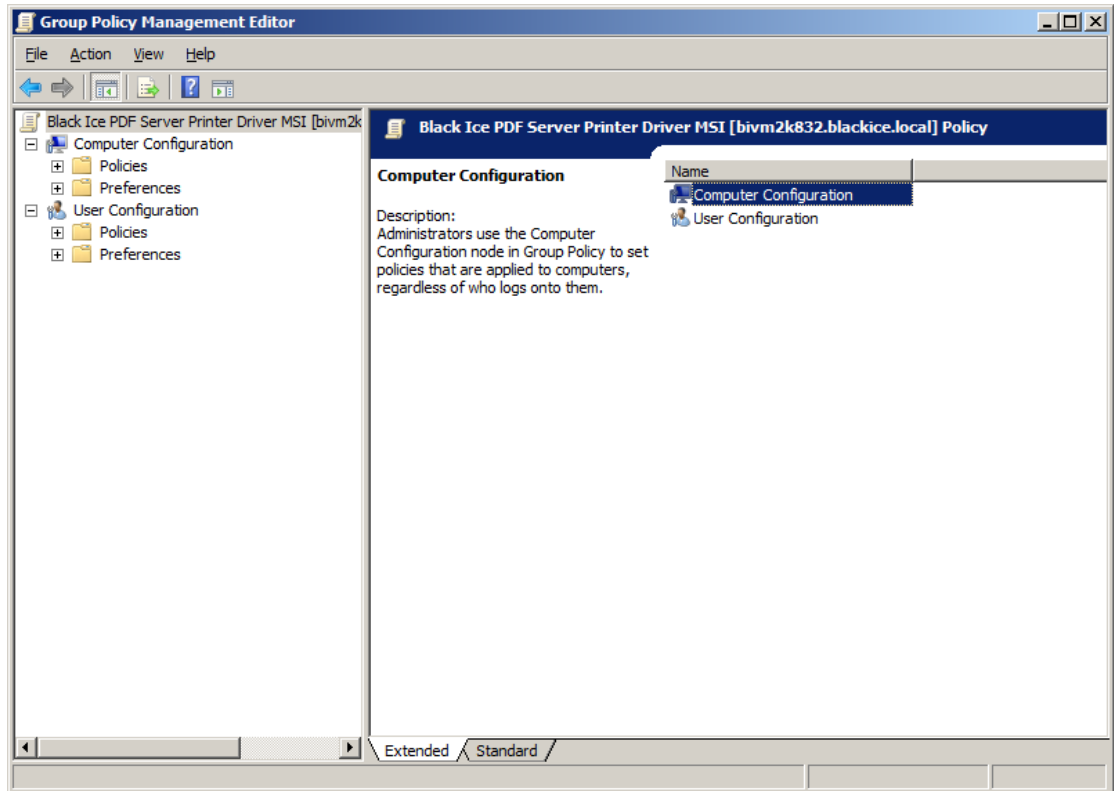 Group Policy Management Editor
File Action View Help
Black Ice PDF Server Printer Driver MSI [bivm2k
Computer Configuration
Policies
Preferences
User Configuration
Policies
Preferences
Black Ice PDF Server Printer Driver MSI [bivm2k832.blackice.local] Policy
Computer Configuration
Description:
Administrators use the Computer
Configuration node in Group Policy to set
policies that are applied to computers,
regardless of who logs onto them.
Name
Computer Configuration
User Configuration
Extended Standard